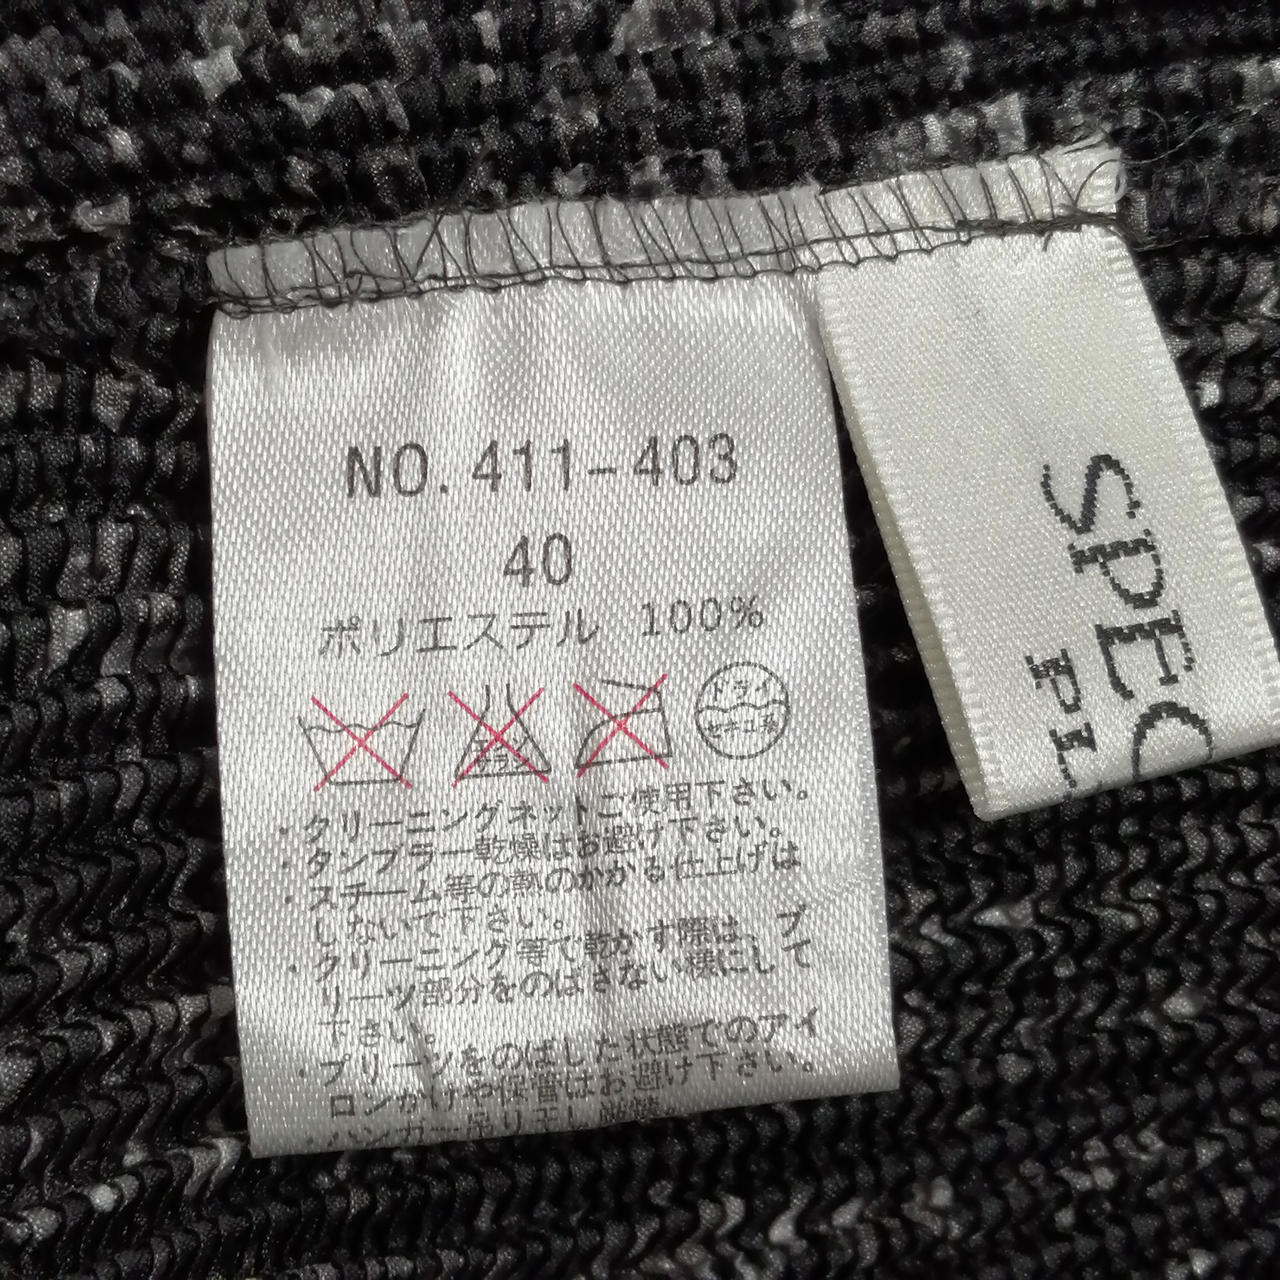 NO. 411-403
40
ポリエステル 100%
ドライ
セキユ系
・クリーニングネットご使用下さい。
・タンブラー乾燥はお避け下さい。
・スチーム等の熱のかかる仕上げは
しないで下さい。
・クリーニング等で乾かす際は、プ
リーツ部分をのばさない様にして
下さい。
・プリーツをのばした状態でのアイ
ロンがけや保管はお避け下さい。
SPEC
PL